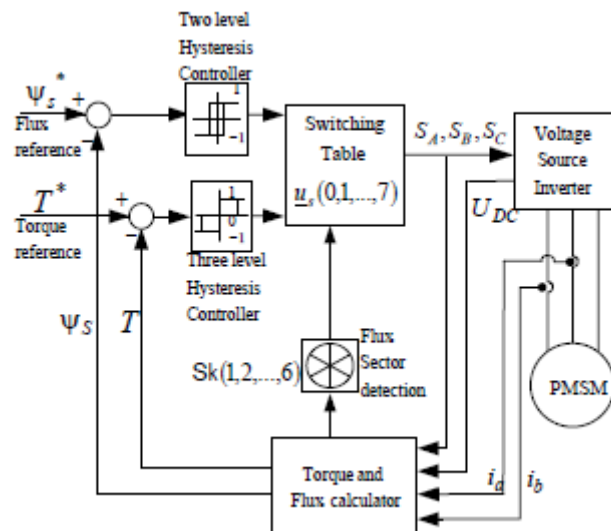 Two level
Hysteresis
Controller
Ψs*
+
1
-1
Flux
reference
−
Switching
Table
u_s(0,1,...,7)
S_A, S_B, S_C
Voltage
Source
Inverter
U_DC
T*
+
−
1
0
-1
Torque
reference
Three level
Hysteresis
Controller
Ψ_S
T
Sk(1,2,...,6)
Flux
Sector
detection
PMSM
Torque and
Flux calculator
i_a
i_b